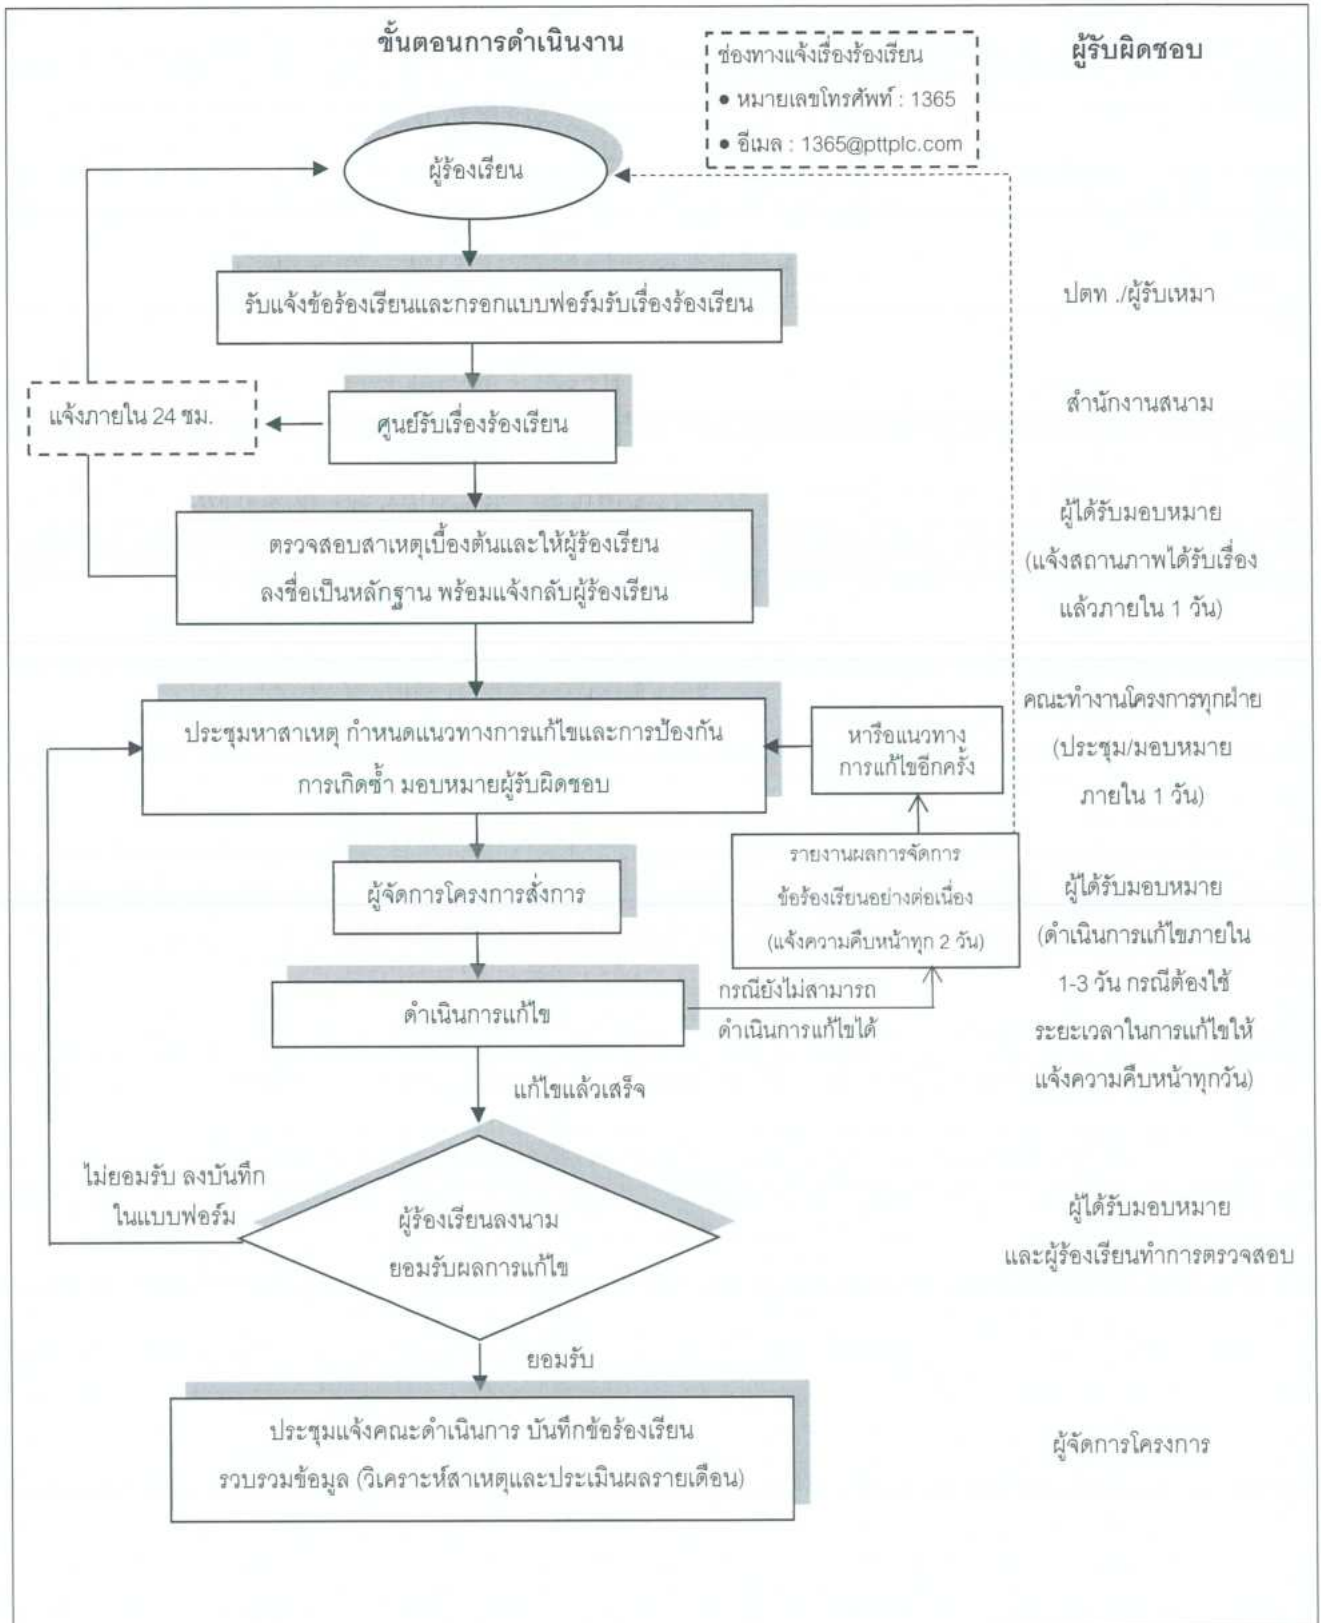 ขั้นตอนการดำเนินงาน
ผู้รับผิดชอบ
ช่องทางแจ้งเรื่องร้องเรียน
● หมายเลขโทรศัพท์ : 1365
● อีเมล : 1365@pttplc.com
ผู้ร้องเรียน
รับแจ้งข้อร้องเรียนและกรอกแบบฟอร์มรับเรื่องร้องเรียน
ปตท ./ผู้รับเหมา
แจ้งภายใน 24 ชม.
ศูนย์รับเรื่องร้องเรียน
สำนักงานสนาม
ตรวจสอบสาเหตุเบื้องต้นและให้ผู้ร้องเรียน
ลงชื่อเป็นหลักฐาน พร้อมแจ้งกลับผู้ร้องเรียน
ผู้ได้รับมอบหมาย
(แจ้งสถานภาพได้รับเรื่อง
แล้วภายใน 1 วัน)
ประชุมหาสาเหตุ กำหนดแนวทางการแก้ไขและการป้องกัน
การเกิดซ้ำ มอบหมายผู้รับผิดชอบ
หารือแนวทาง
การแก้ไขอีกครั้ง
คณะทำงานโครงการทุกฝ่าย
(ประชุม/มอบหมาย
ภายใน 1 วัน)
ผู้จัดการโครงการสั่งการ
รายงานผลการจัดการ
ข้อร้องเรียนอย่างต่อเนื่อง
(แจ้งความคืบหน้าทุก 2 วัน)
ดำเนินการแก้ไข
กรณียังไม่สามารถ
ดำเนินการแก้ไขได้
ผู้ได้รับมอบหมาย
(ดำเนินการแก้ไขภายใน
1-3 วัน กรณีต้องใช้
ระยะเวลาในการแก้ไขให้
แจ้งความคืบหน้าทุกวัน)
แก้ไขแล้วเสร็จ
ไม่ยอมรับ ลงบันทึก
ในแบบฟอร์ม
ผู้ร้องเรียนลงนาม
ยอมรับผลการแก้ไข
ผู้ได้รับมอบหมาย
และผู้ร้องเรียนทำการตรวจสอบ
ยอมรับ
ประชุมแจ้งคณะดำเนินการ บันทึกข้อร้องเรียน
รวบรวมข้อมูล (วิเคราะห์สาเหตุและประเมินผลรายเดือน)
ผู้จัดการโครงการ